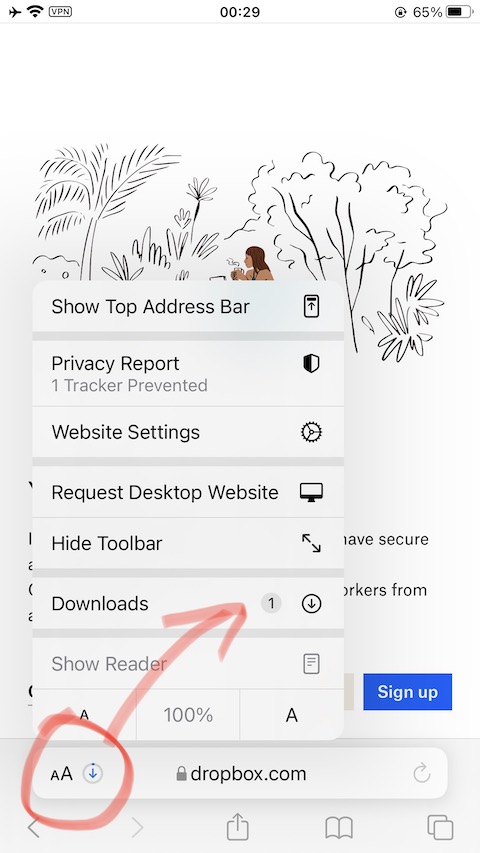 VPN 00:29 65%
Show Top Address Bar
Privacy Report
1 Tracker Prevented
Website Settings
Request Desktop Website
Hide Toolbar
have secure
Downloads 1
orkers from
Show Reader
Sign up
A 100% A
AA dropbox.com